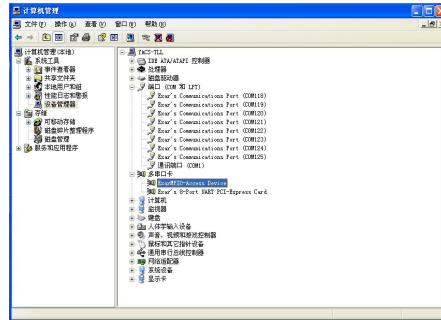 计算机管理
文件(F) 操作(A) 查看(V) 窗口(W) 帮助(H)
计算机管理(本地)
系统工具
事件查看器
共享文件夹
本地用户和组
性能日志和警报
设备管理器
存储
可移动存储
磁盘碎片整理程序
磁盘管理
服务和应用程序
TACS-TLL
IDE ATA/ATAPI 控制器
处理器
磁盘驱动器
端口 (COM 和 LPT)
Exar's Communications Port (COM118)
Exar's Communications Port (COM119)
Exar's Communications Port (COM120)
Exar's Communications Port (COM121)
Exar's Communications Port (COM122)
Exar's Communications Port (COM123)
Exar's Communications Port (COM124)
Exar's Communications Port (COM125)
通讯端口 (COM1)
多串口卡
ExarMPIO-Access Device
Exar's 8-Port UART PCI-Express Card
计算机
监视器
键盘
人体学输入设备
声音、视频和游戏控制器
鼠标和其它指针设备
通用串行总线控制器
网络适配器
系统设备
显示卡